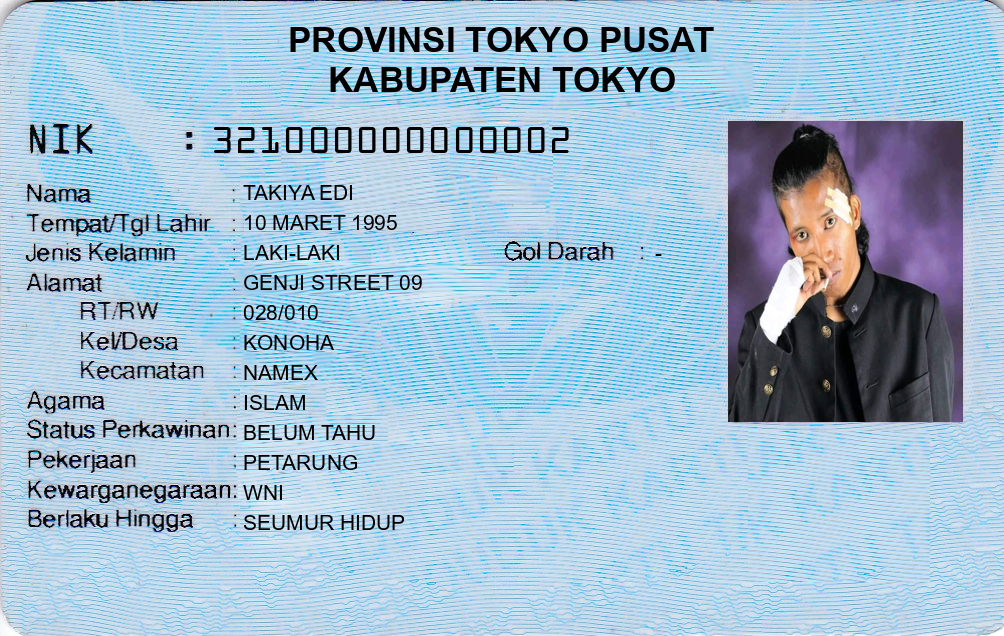 PROVINSI TOKYO PUSAT
KABUPATEN TOKYO
NIK : 3210000000000002
Nama : TAKIYA EDI
Tempat/Tgl Lahir : 10 MARET 1995
Jenis Kelamin : LAKI-LAKI Gol Darah : -
Alamat : GENJI STREET 09
RT/RW : 028/010
Kel/Desa : KONOHA
Kecamatan : NAMEX
Agama : ISLAM
Status Perkawinan: BELUM TAHU
Pekerjaan : PETARUNG
Kewarganegaraan: WNI
Berlaku Hingga : SEUMUR HIDUP